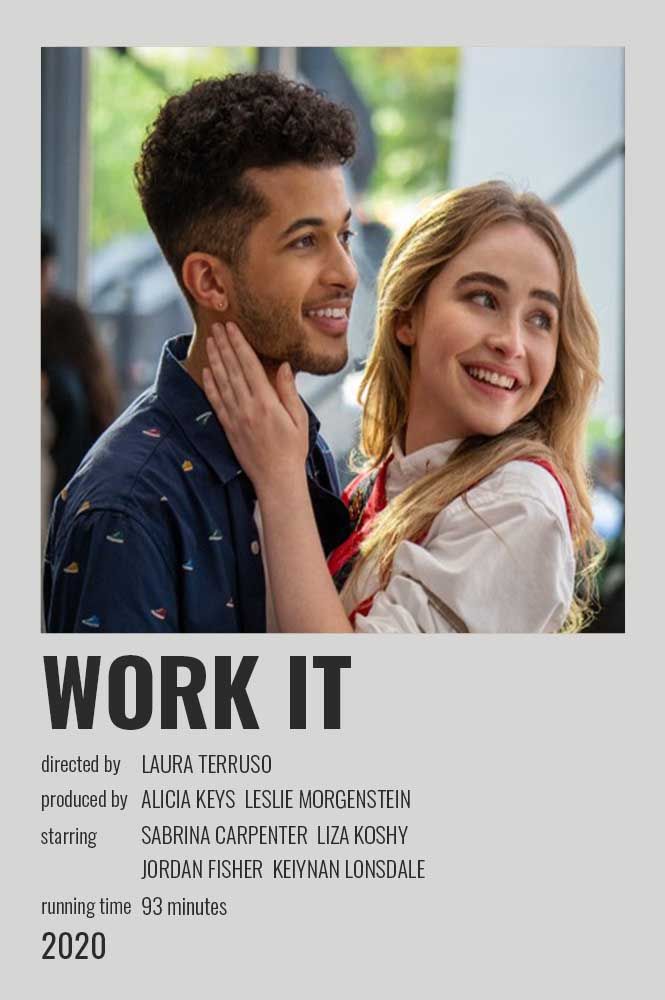 WORK IT
directed by LAURA TERRUSO
produced by ALICIA KEYS LESLIE MORGENSTEIN
starring SABRINA CARPENTER LIZA KOSHY
JORDAN FISHER KEIYNAN LONSDALE
running time 93 minutes
2020